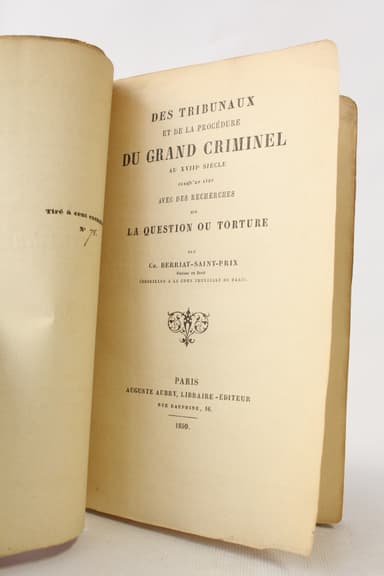 Tiré à cent
N° 78.
DES TRIBUNAUX
ET DE LA PROCÉDURE
DU GRAND CRIMINEL
AU XVIIIe SIÈCLE
JUSQU'EN 1789
AVEC DES RECHERCHES
SUR
LA QUESTION OU TORTURE
PAR
CH. BERRIAT-SAINT-PRIX
Docteur en Droit
CONSEILLER A LA COUR IMPÉRIALE DE PARIS.
PARIS
AUGUSTE AUBRY, LIBRAIRE-ÉDITEUR
RUE DAUPHINE, 16.
1859.